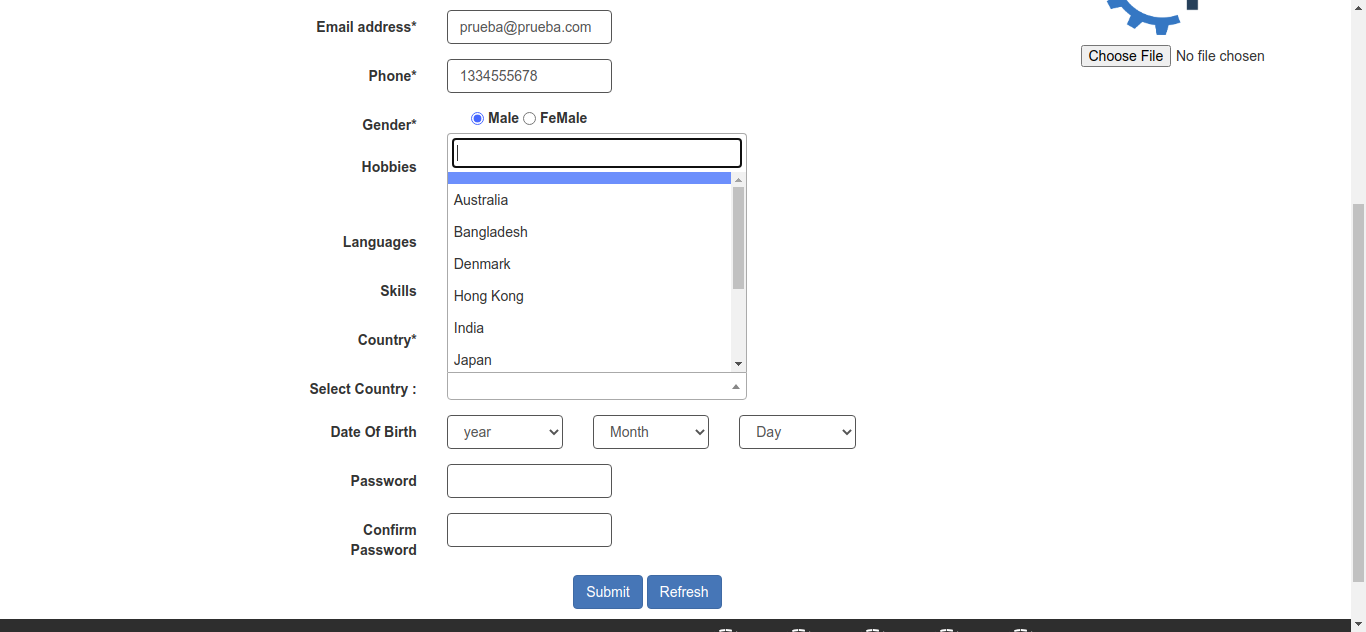 Email address* prueba@prueba.com
Choose File No file chosen
Phone* 1334555678
Gender* Male FeMale
Hobbies
Australia
Bangladesh
Languages
Denmark
Skills
Hong Kong
India
Country*
Japan
Select Country :
Date Of Birth year Month Day
Password
Confirm
Password
Submit Refresh